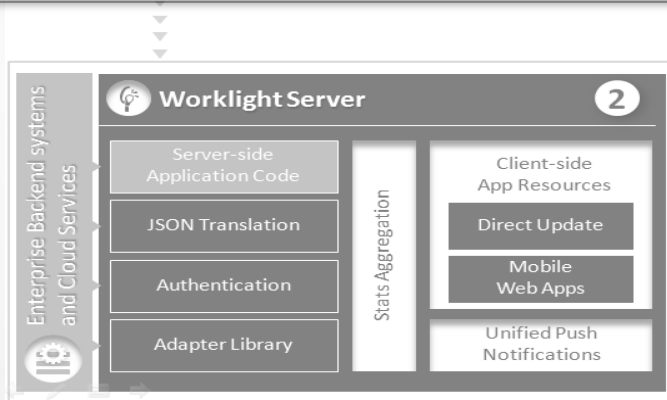 Enterprise Backend systems
and Cloud Services
Worklight Server
2
Server-side
Application Code
JSON Translation
Authentication
Adapter Library
Stats Aggregation
Client-side
App Resources
Direct Update
Mobile
Web Apps
Unified Push
Notifications